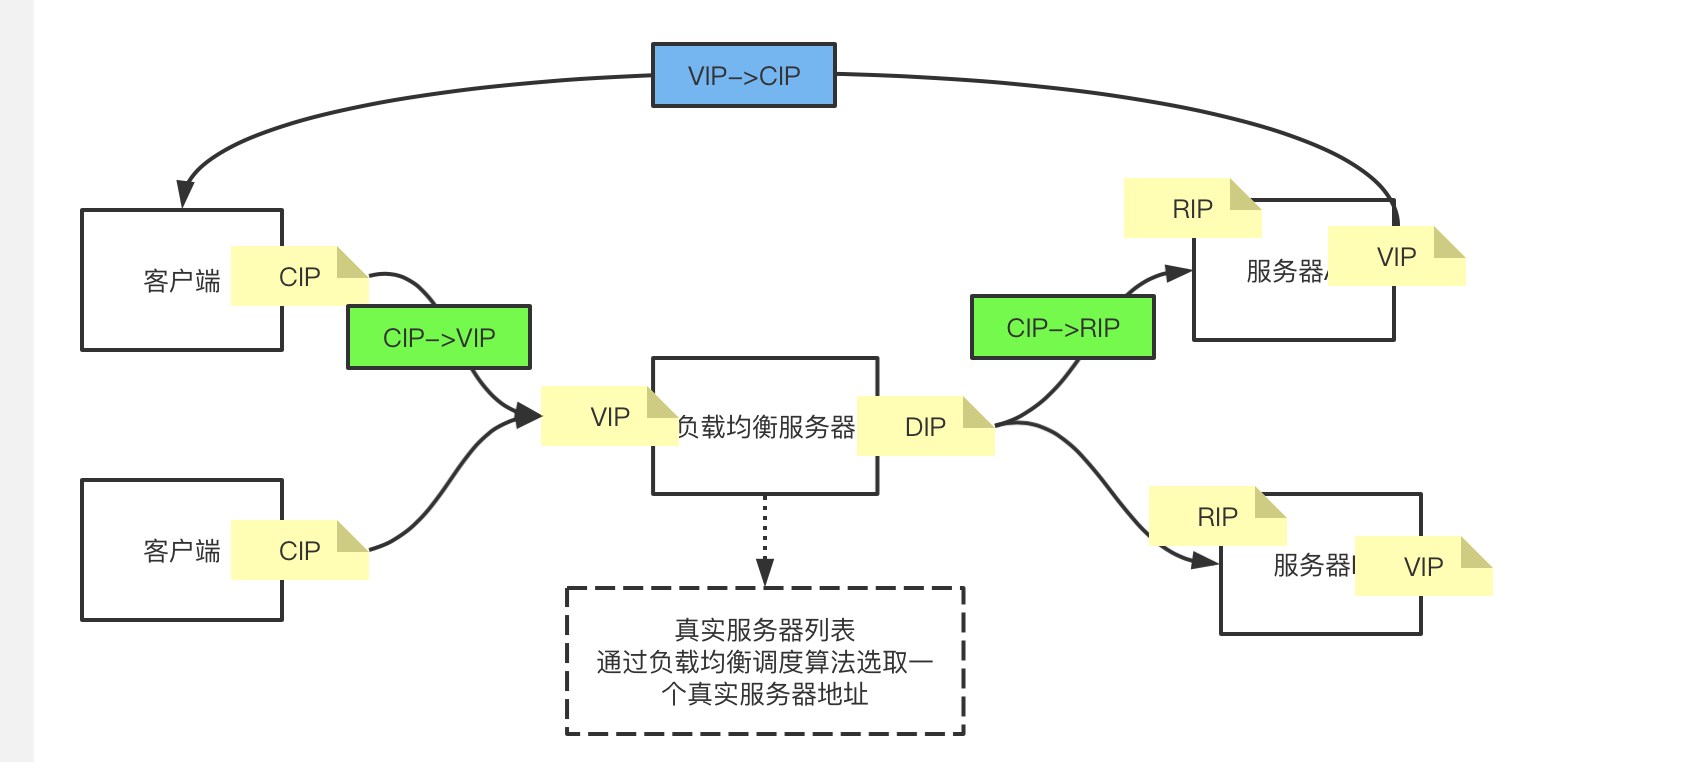 VIP->CIP
RIP
服务器
VIP
客户端
CIP
CIP->VIP
CIP->RIP
VIP
负载均衡服务器
DIP
客户端
CIP
RIP
服务器
VIP
真实服务器列表
通过负载均衡调度算法选取一
个真实服务器地址